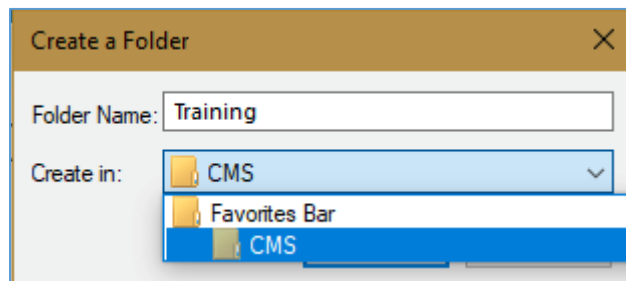 Create a Folder
Folder Name: Training
Create in: CMS
Favorites Bar
CMS